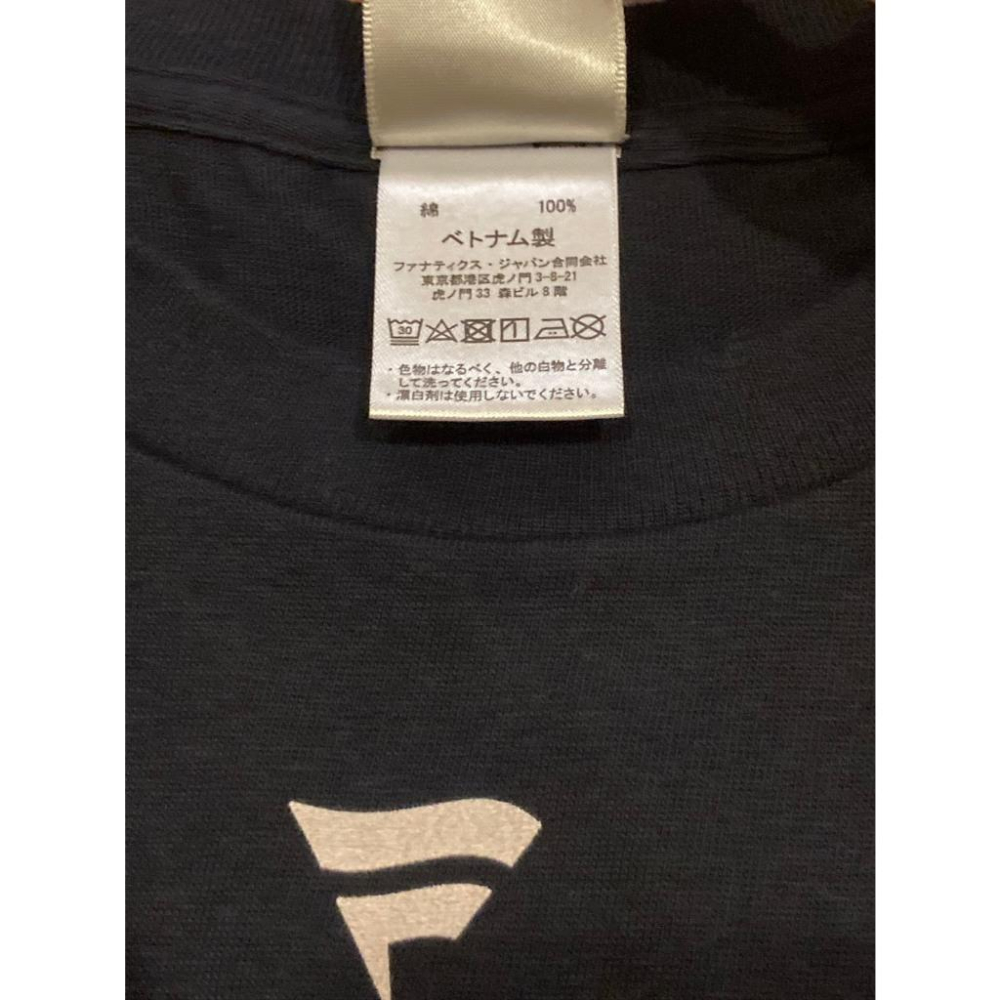 綿 100%
ベトナム製
ファナティクス・ジャパン合同会社
東京都港区虎ノ門 3-8-21
虎ノ門 33 森ビル 8 階
30
・色物はなるべく、他の白物と分離
して洗ってください。
・漂白剤は使用しないでください。